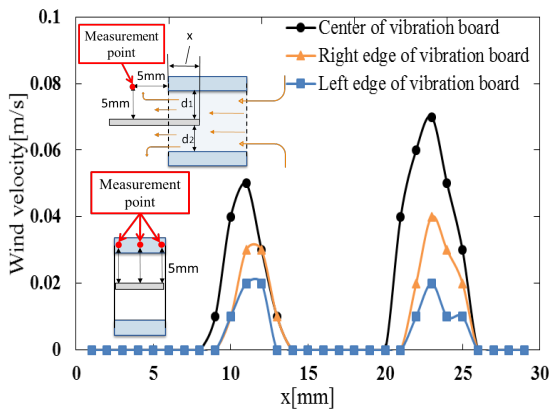 Center of vibration board
Right edge of vibration board
Left edge of vibration board
Measurement
point
x
5mm
5mm
d1
d2
Measurement
point
5mm
Wind velocity[m/s]
0.1
0.08
0.06
0.04
0.02
0
0 5 10 15 20 25 30
x[mm]